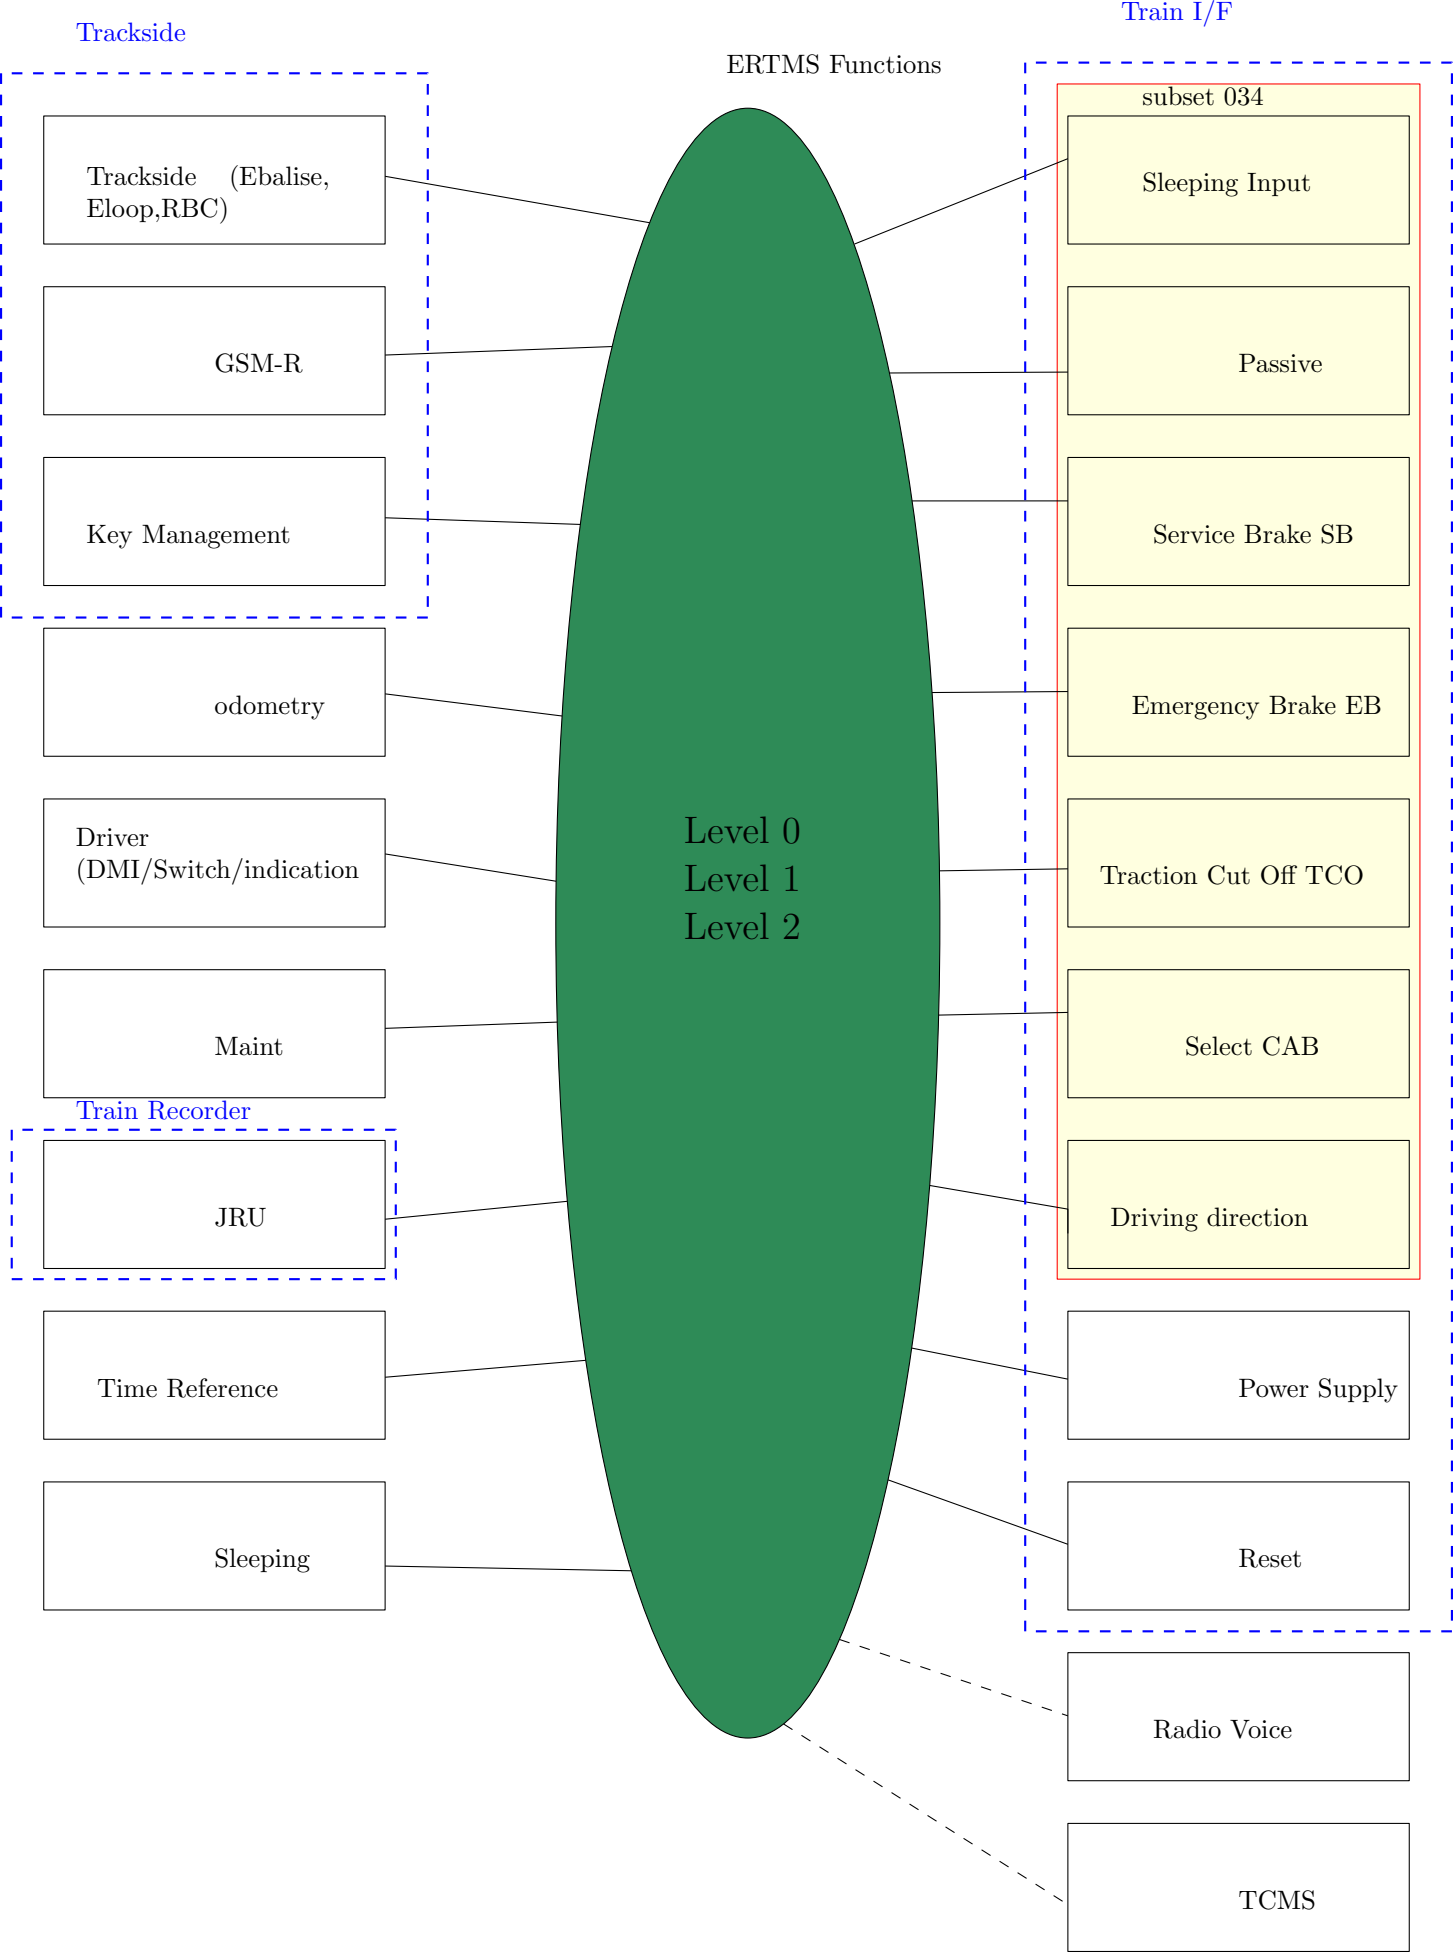 Trackside
Train I/F
ERTMS Functions
subset 034
Trackside (Ebalise,
Eloop,RBC)
GSM-R
Key Management
odometry
Driver
(DMI/Switch/indication
Maint
Train Recorder
JRU
Time Reference
Sleeping
Level 0
Level 1
Level 2
Sleeping Input
Passive
Service Brake SB
Emergency Brake EB
Traction Cut Off TCO
Select CAB
Driving direction
Power Supply
Reset
Radio Voice
TCMS